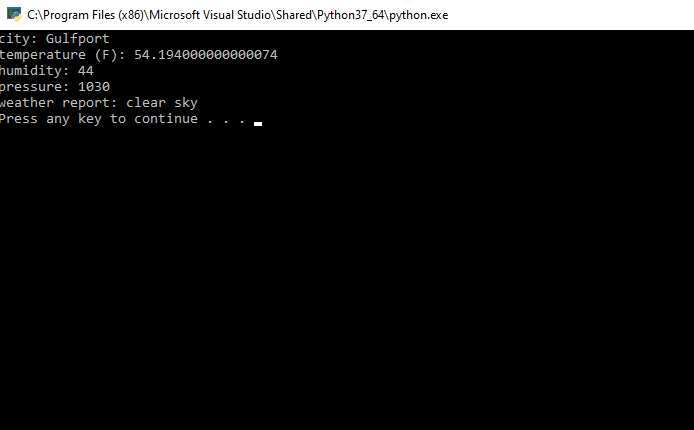 C:\Program Files (x86)\Microsoft Visual Studio\Shared\Python37_64\python.exe
city: Gulfport
temperature (F): 54.194000000000074
humidity: 44
pressure: 1030
weather report: clear sky
Press any key to continue . . .